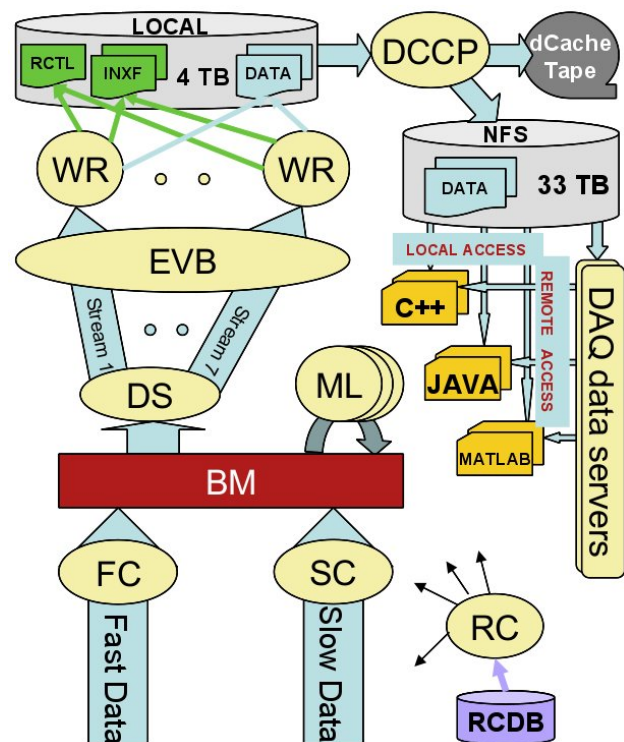 LOCAL
RCTL
INXF
4 TB
DATA
DCCP
dCache
Tape
NFS
DATA
33 TB
WR
WR
EVB
Stream 1
Stream 7
LOCAL ACCESS
REMOTE ACCESS
C++
JAVA
MATLAB
DAQ data servers
DS
ML
BM
FC
SC
Fast Data
Slow Data
RC
RCDB